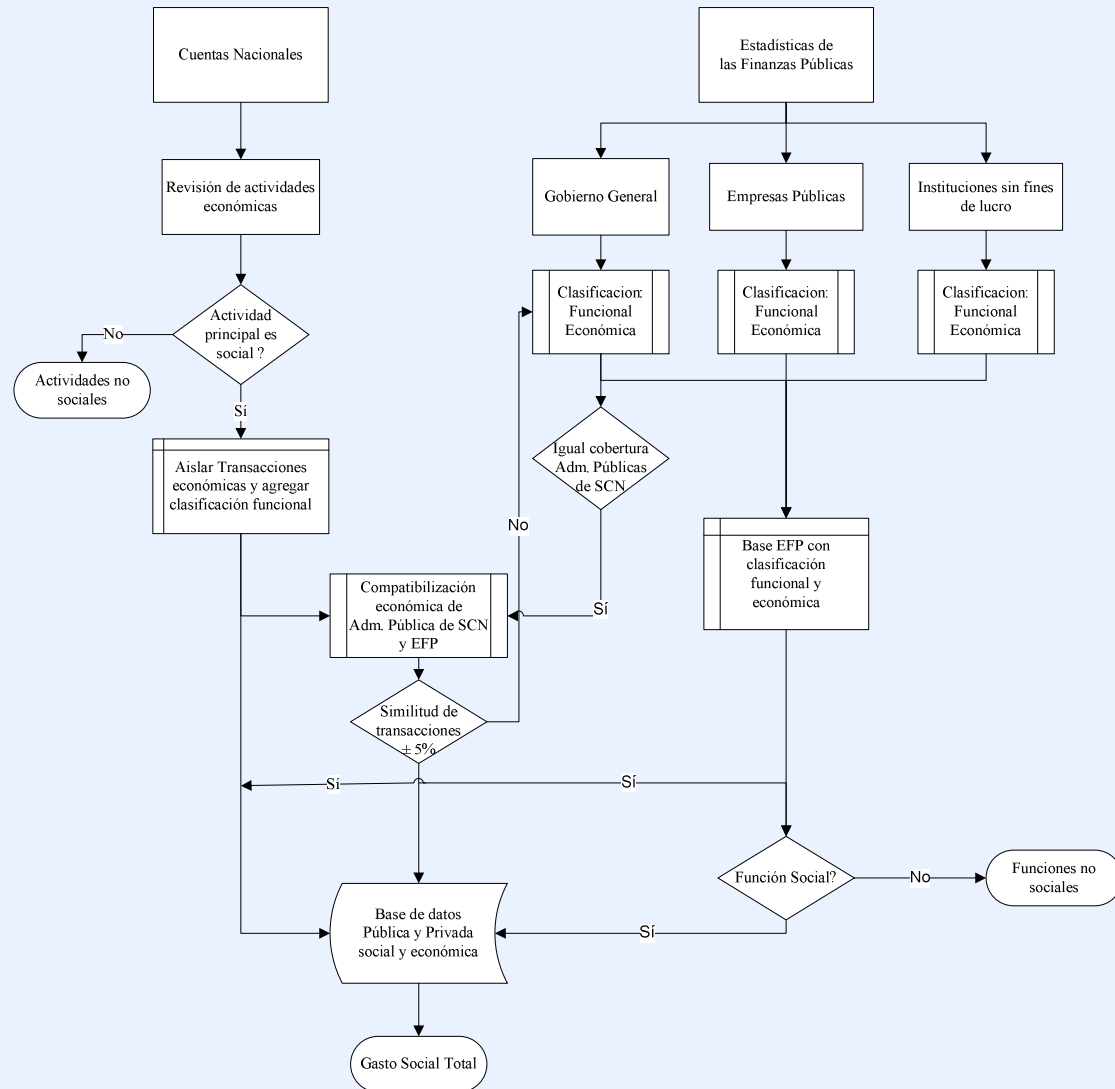 Cuentas Nacionales
Estadísticas de
las Finanzas Públicas
Revisión de actividades
económicas
Gobierno General
Empresas Públicas
Instituciones sin fines
de lucro
Actividad
principal es
social ?
No
Actividades no
sociales
Sí
Clasificacion:
Funcional
Económica
Clasificacion:
Funcional
Económica
Clasificacion:
Funcional
Económica
Aislar Transacciones
económicas y agregar
clasificación funcional
Igual cobertura
Adm. Públicas
de SCN
No
Sí
Base EFP con
clasificación
funcional y
económica
Compatibilización
económica de
Adm. Pública de SCN
y EFP
Similitud de
transacciones
± 5%
Sí
Sí
Función Social?
No
Funciones no
sociales
Sí
Base de datos
Pública y Privada
social y económica
Gasto Social Total